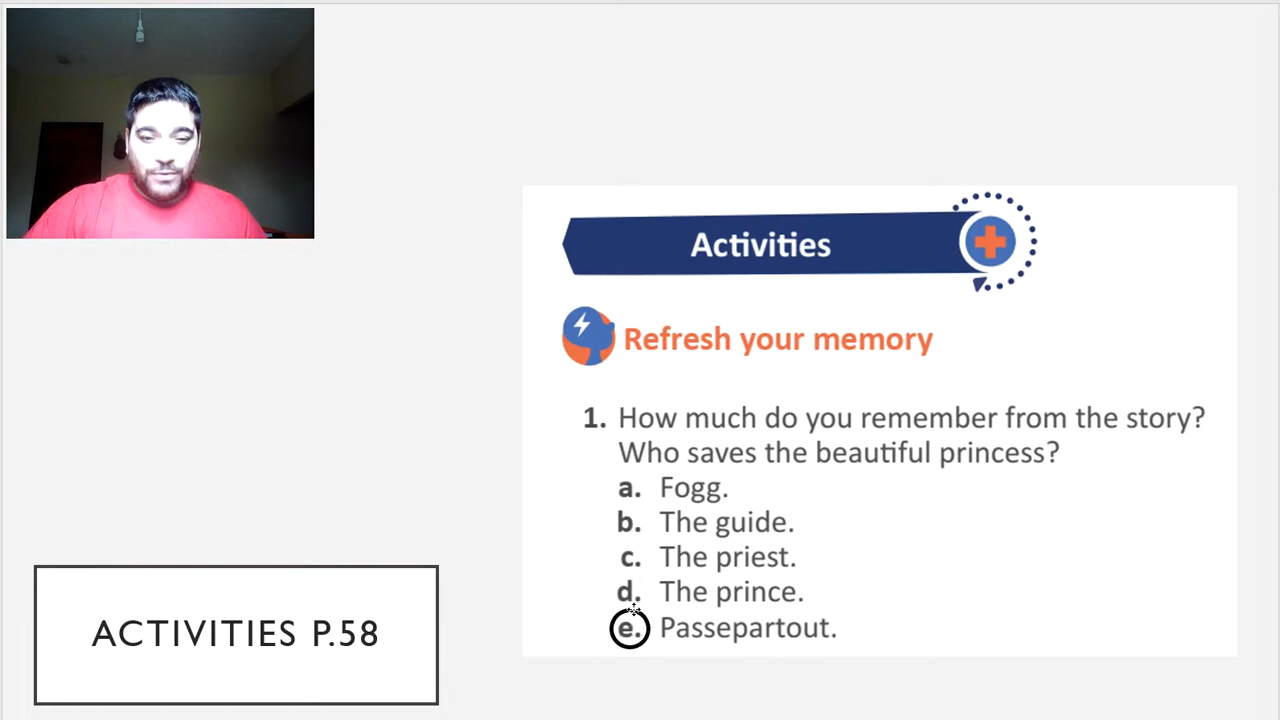 Activities
Refresh your memory
1. How much do you remember from the story?
Who saves the beautiful princess?
a. Fogg.
b. The guide.
c. The priest.
d. The prince.
e. Passepartout.
ACTIVITIES P.58